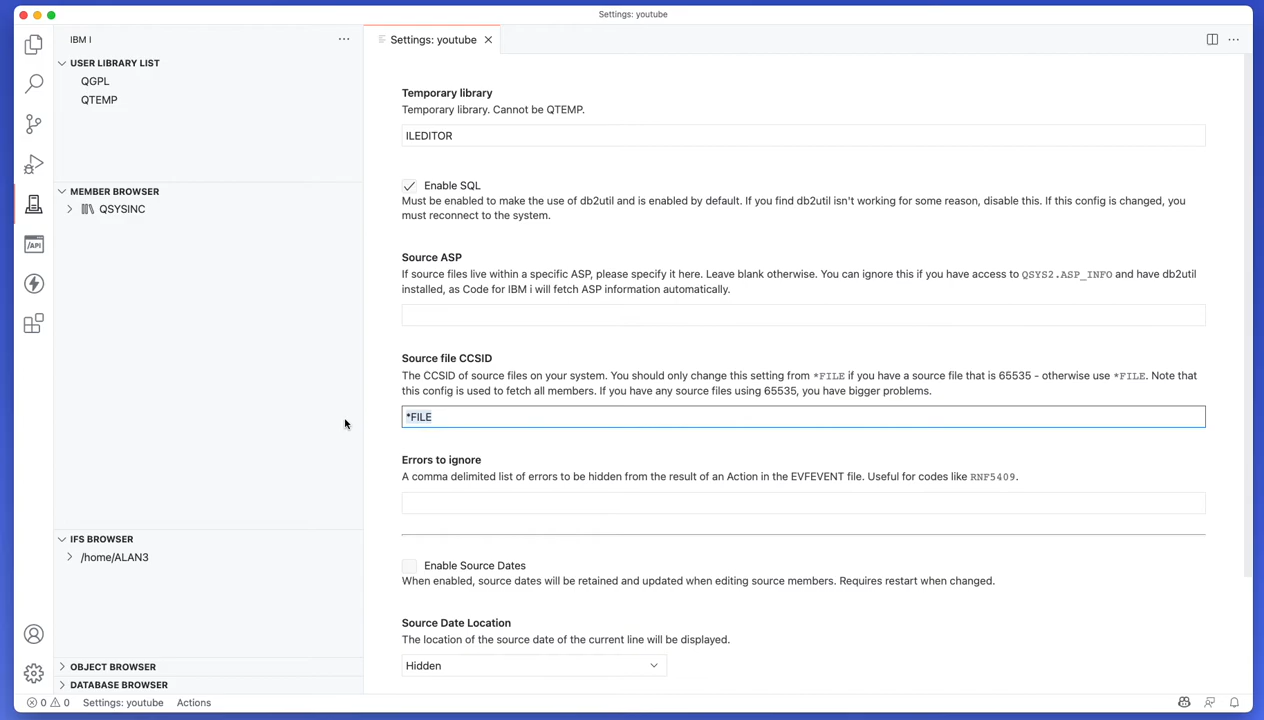 Settings: youtube
IBM I
USER LIBRARY LIST
QGPL
QTEMP
MEMBER BROWSER
QSYSINC
/API
IFS BROWSER
/home/ALAN3
OBJECT BROWSER
DATABASE BROWSER
Settings: youtube
Temporary library
Temporary library. Cannot be QTEMP.
ILEDITOR
Enable SQL
Must be enabled to make the use of db2util and is enabled by default. If you find db2util isn't working for some reason, disable this. If this config is changed, you
must reconnect to the system.
Source ASP
If source files live within a specific ASP, please specify it here. Leave blank otherwise. You can ignore this if you have access to QSYS2.ASP_INFO and have db2util
installed, as Code for IBM i will fetch ASP information automatically.
Source file CCSID
The CCSID of source files on your system. You should only change this setting from *FILE if you have a source file that is 65535 - otherwise use *FILE. Note that
this config is used to fetch all members. If you have any source files using 65535, you have bigger problems.
*FILE
Errors to ignore
A comma delimited list of errors to be hidden from the result of an Action in the EVFEVENT file. Useful for codes like RNF5409.
Enable Source Dates
When enabled, source dates will be retained and updated when editing source members. Requires restart when changed.
Source Date Location
The location of the source date of the current line will be displayed.
Hidden
0 0 Settings: youtube Actions